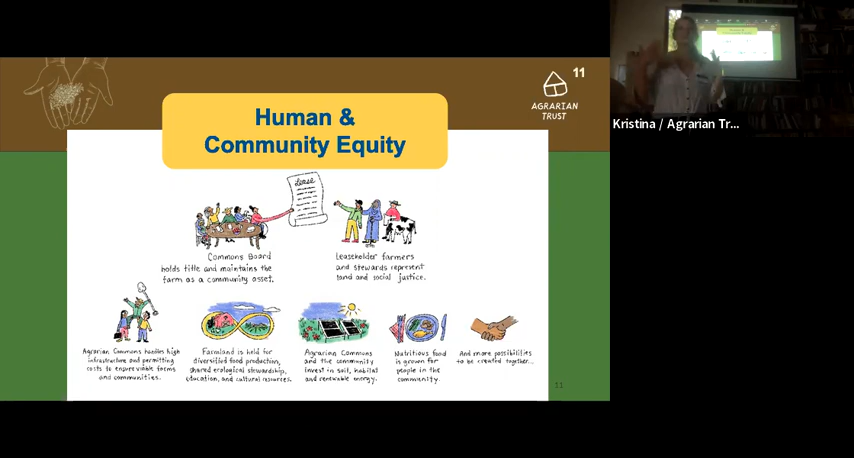 11
AGRARIAN
TRUST
Human &
Community Equity
Kristina / Agrarian Tr...
Lease
Commons Board
holds title and maintains the
farm as a community asset.
Leaseholder farmers
and stewards represent
land and social justice.
Agrarian Commons handles high
infrastructure and permitting
costs to ensure viable farms
and communities.
Farmland is held for
diversified food production,
shared ecological stewardship,
education, and cultural resources.
Agrarian Commons
and the community
invest in soil, habitat
and renewable energy.
Nutritious food
is grown for
people in the
community.
And more possibilities
to be created together...
11